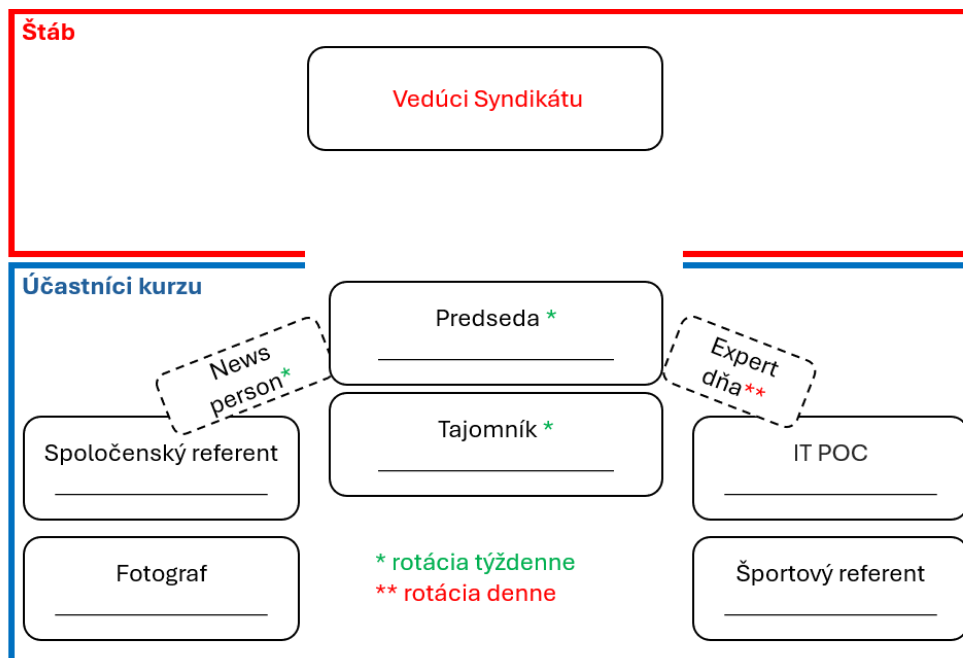 Štáb
Vedúci Syndikátu
Účastníci kurzu
Predseda *
News
person*
Expert
dňa**
Tajomník *
Spoločenský referent
IT POC
Fotograf
* rotácia týždenne
** rotácia denne
Športový referent